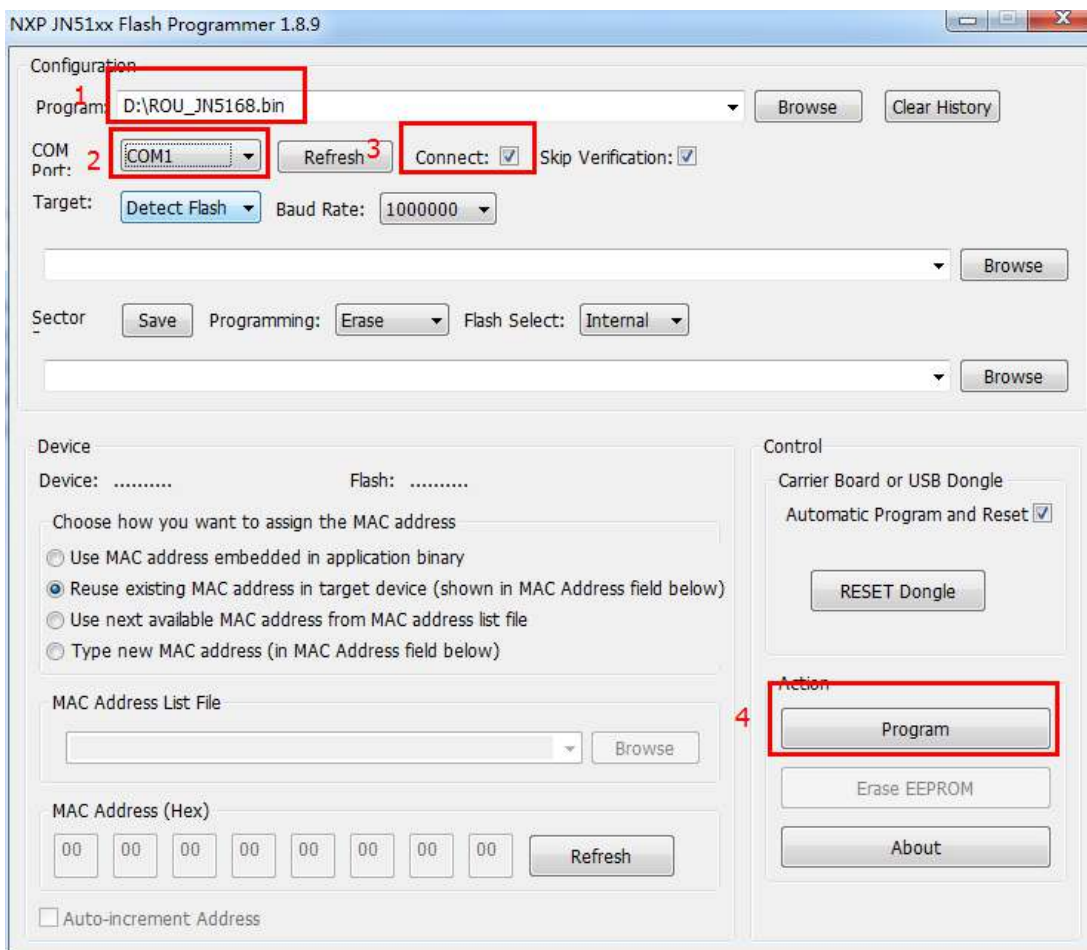 NXP JN51xx Flash Programmer 1.8.9
Configuration
1 Program: D:\ROU_JN5168.bin Browse Clear History
COM Port: 2 COM1 Refresh 3 Connect: Skip Verification:
Target: Detect Flash Baud Rate: 1000000
Browse
Sector Save Programming: Erase Flash Select: Internal
Browse
Device
Device: .......... Flash: ..........
Choose how you want to assign the MAC address
Use MAC address embedded in application binary
Reuse existing MAC address in target device (shown in MAC Address field below)
Use next available MAC address from MAC address list file
Type new MAC address (in MAC Address field below)
MAC Address List File
Browse
MAC Address (Hex)
00 00 00 00 00 00 00 00 Refresh
Auto-increment Address
Control
Carrier Board or USB Dongle
Automatic Program and Reset
RESET Dongle
Action
4 Program
Erase EEPROM
About